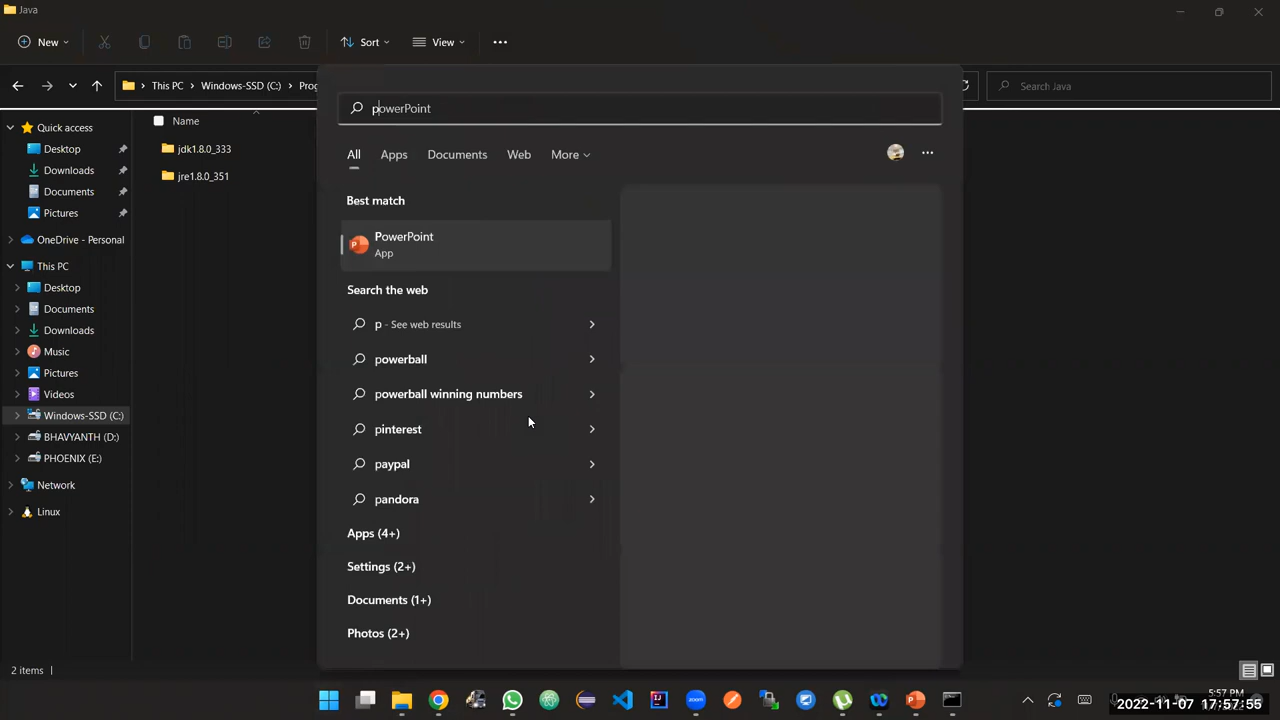 Java
New
Sort
View
This PC
Windows-SSD (C:)
Prog
Search Java
Name
jdk1.8.0_333
jre1.8.0_351
Quick access
Desktop
Downloads
Documents
Pictures
OneDrive - Personal
This PC
Desktop
Documents
Downloads
Music
Pictures
Videos
Windows-SSD (C:)
BHAVYANTH (D:)
PHOENIX (E:)
Network
Linux
2 items
powerPoint
All
Apps
Documents
Web
More
Best match
PowerPoint
App
Search the web
p - See web results
powerball
powerball winning numbers
pinterest
paypal
pandora
Apps (4+)
Settings (2+)
Documents (1+)
Photos (2+)
zoom
5:57 PM
2022-11-07 17:57:55